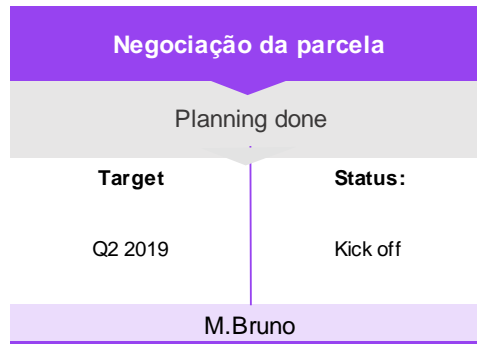 Negociação da parcela
Planning done
Target
Status:
Q2 2019
Kick off
M.Bruno